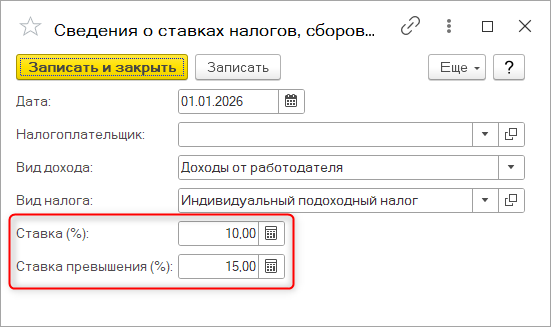 Сведения о ставках налогов, сборов,...
Записать и закрыть Записать Еще ?
Дата: 01.01.2026
Налогоплательщик:
Вид дохода: Доходы от работодателя
Вид налога: Индивидуальный подоходный налог
Ставка (%): 10,00
Ставка превышения (%): 15,00